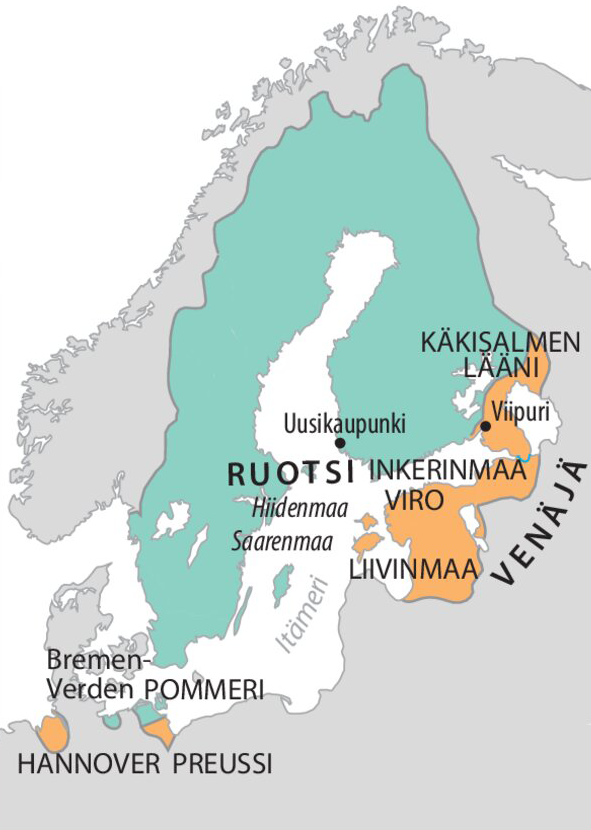 KÄKISALMEN
LÄÄNI
Viipuri
Uusikaupunki
RUOTSI
INKERINMAA
Hiidenmaa
VIRO
Saarenmaa
LIIVINMAA
VENÄJÄ
Itämeri
Bremen-
Verden
POMMERI
HANNOVER
PREUSSI